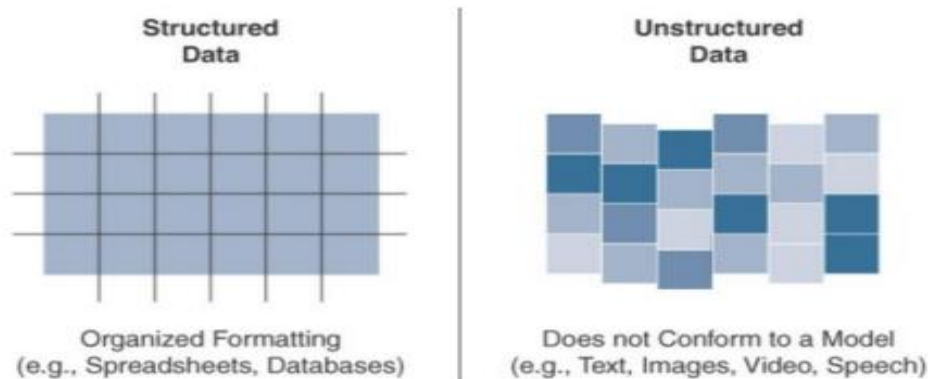 Structured
Data
Organized Formatting
(e.g., Spreadsheets, Databases)
Unstructured
Data
Does not Conform to a Model
(e.g., Text, Images, Video, Speech)